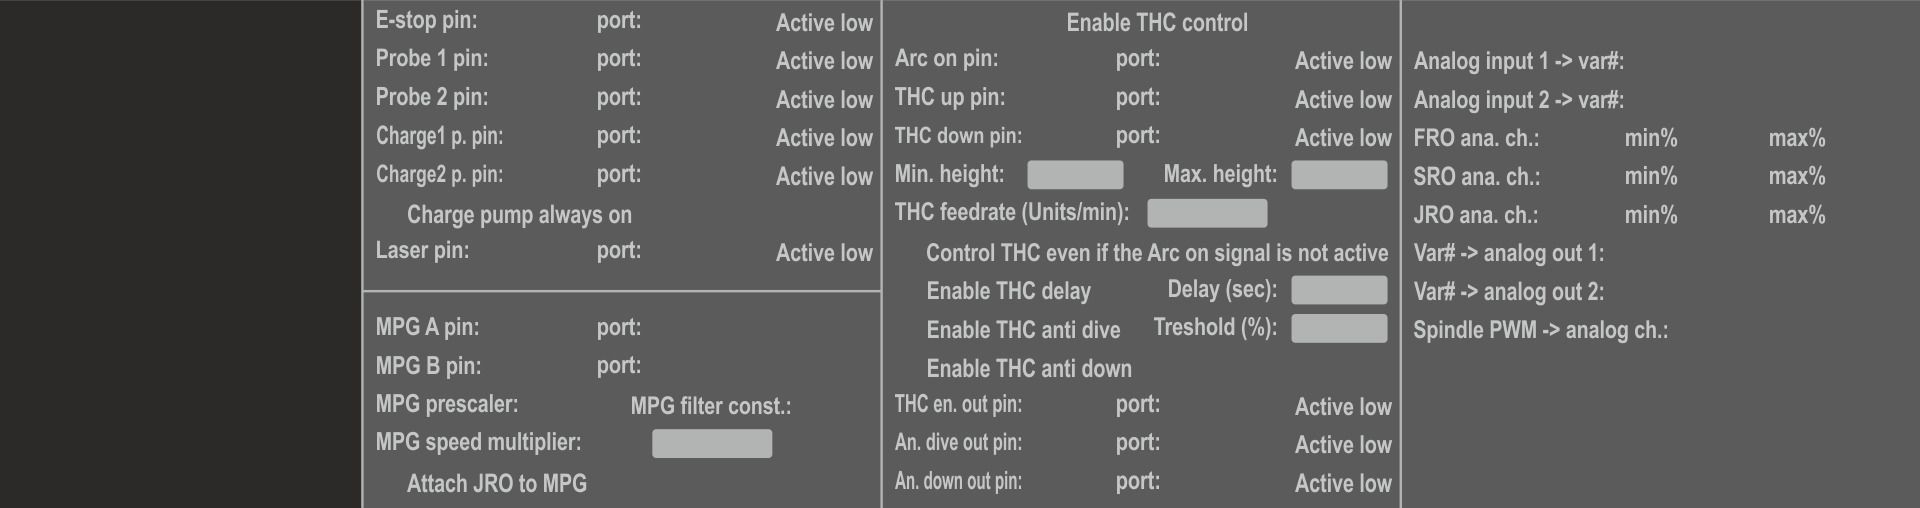 E-stop pin: port: Active low
Probe 1 pin: port: Active low
Probe 2 pin: port: Active low
Charge1 p. pin: port: Active low
Charge2 p. pin: port: Active low
Charge pump always on
Laser pin: port: Active low
MPG A pin: port:
MPG B pin: port:
MPG prescaler: MPG filter const.:
MPG speed multiplier:
Attach JRO to MPG
Enable THC control
Arc on pin: port: Active low
THC up pin: port: Active low
THC down pin: port: Active low
Min. height: Max. height:
THC feedrate (Units/min):
Control THC even if the Arc on signal is not active
Enable THC delay Delay (sec):
Enable THC anti dive Treshold (%):
Enable THC anti down
THC en. out pin: port: Active low
An. dive out pin: port: Active low
An. down out pin: port: Active low
Analog input 1 -> var#:
Analog input 2 -> var#:
FRO ana. ch.: min% max%
SRO ana. ch.: min% max%
JRO ana. ch.: min% max%
Var# -> analog out 1:
Var# -> analog out 2:
Spindle PWM -> analog ch.: